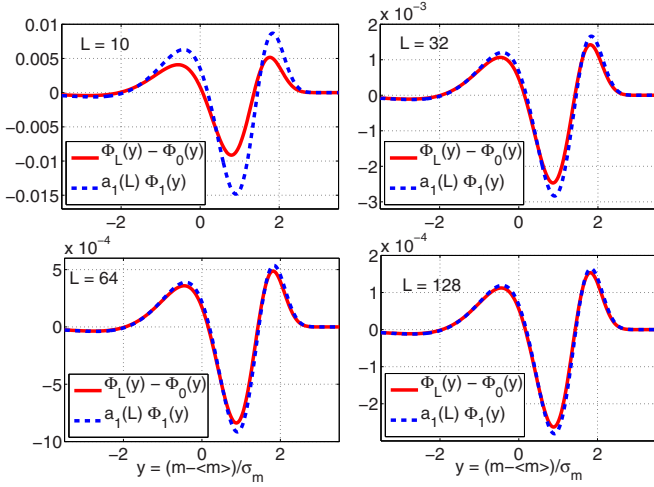 L = 10
0.01
0.005
0
−0.005
−0.01
−0.015
−2
0
2
Φ_L(y) − Φ_0(y)
a_1(L) Φ_1(y)
x 10^−3
L = 32
2
1
0
−1
−2
−3
−2
0
2
Φ_L(y) − Φ_0(y)
a_1(L) Φ_1(y)
x 10^−4
L = 64
5
0
−5
−10
−2
0
2
Φ_L(y) − Φ_0(y)
a_1(L) Φ_1(y)
y = (m−<m>)/σ_m
x 10^−4
L = 128
1
0
−1
−2
−2
0
2
Φ_L(y) − Φ_0(y)
a_1(L) Φ_1(y)
y = (m−<m>)/σ_m